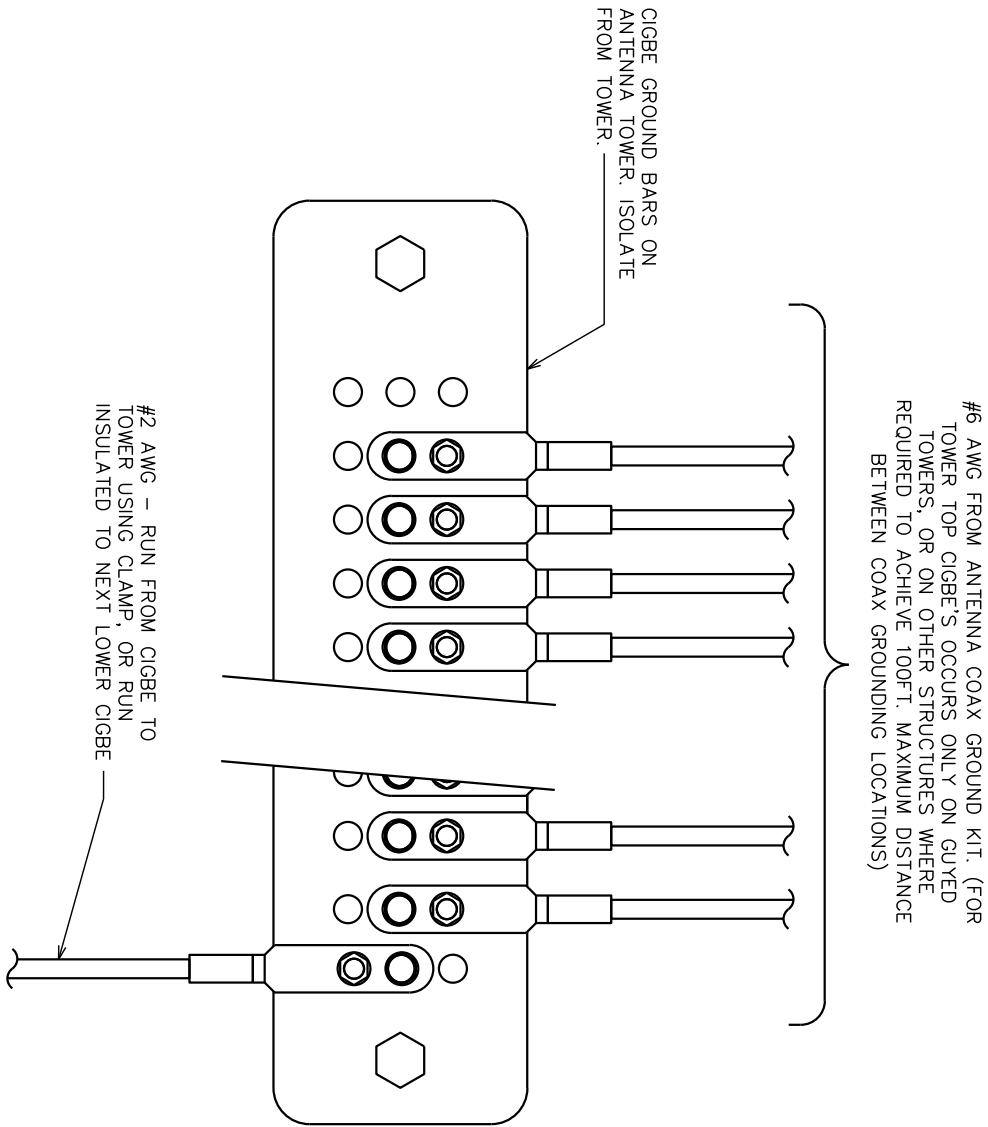 #6 AWG FROM ANTENNA COAX GROUND KIT. (FOR
TOWER TOP CIGBE'S OCCURS ONLY ON GUYED
TOWERS, OR ON OTHER STRUCTURES WHERE
REQUIRED TO ACHIEVE 100FT. MAXIMUM DISTANCE
BETWEEN COAX GROUNDING LOCATIONS)
CIGBE GROUND BARS ON
ANTENNA TOWER. ISOLATE
FROM TOWER.
#2 AWG - RUN FROM CIGBE TO
TOWER USING CLAMP, OR RUN
INSULATED TO NEXT LOWER CIGBE